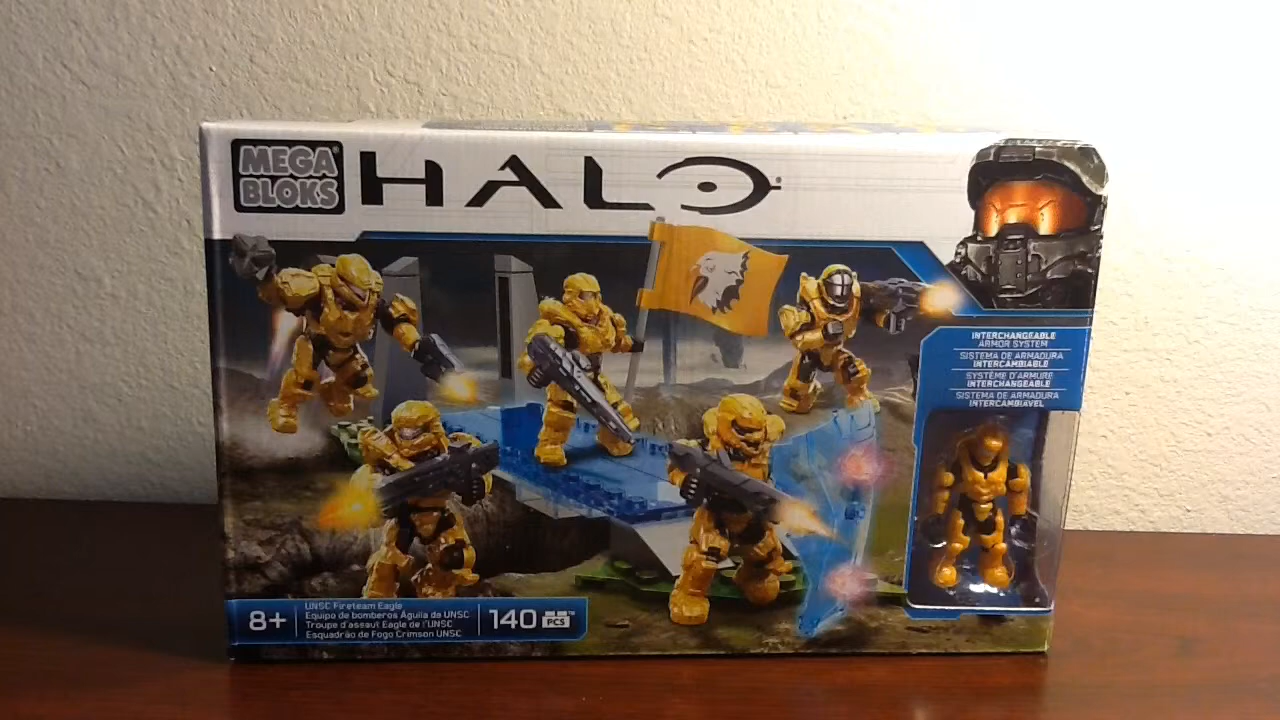 MEGA
BLOKS
HALO
INTERCHANGEABLE
ARMOR SYSTEM
SISTEMA DE ARMADURA
INTERCAMBIABLE
SYSTÈME D'ARMURE
INTERCHANGEABLE
SISTEMA DE ARMADURA
INTERCAMBIÁVEL
8+
UNSC Fireteam Eagle
Equipo de bomberos Águila de UNSC
Troupe d'assaut Eagle de l'UNSC
Esquadrão de Fogo Crimson UNSC
140 PCS